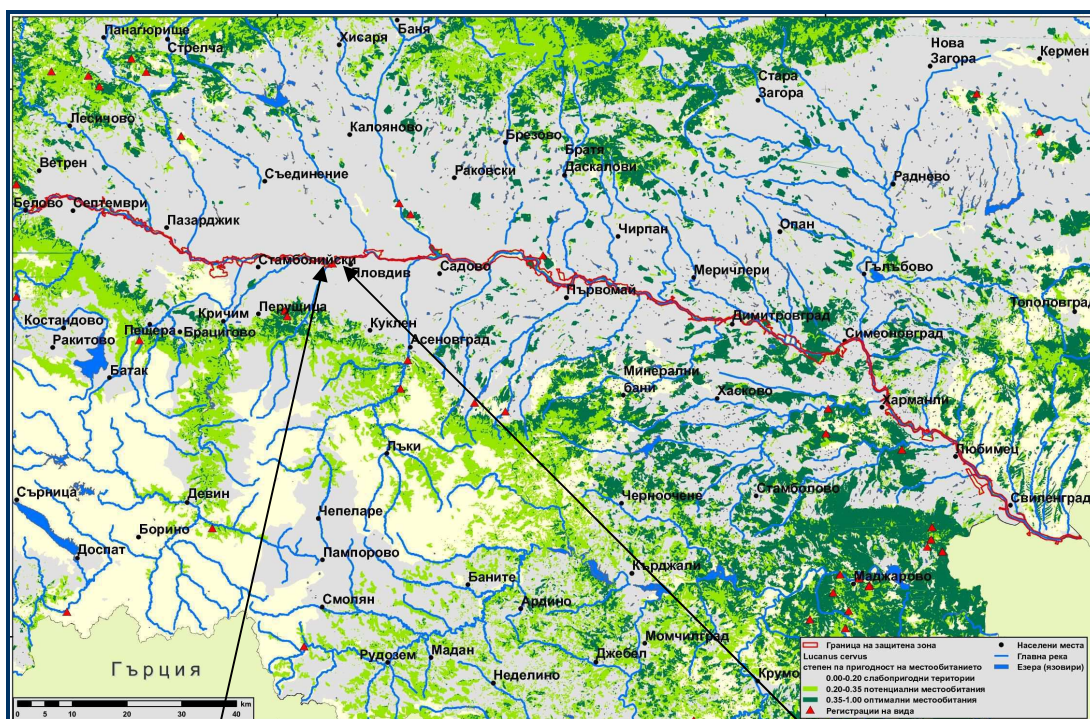 Панагюрище
Стрелча
Хисаря
Баня
Нова
Загора
Кермен
Стара
Загора
Лесичово
Калояново
Брезово
Братя
Даскалови
Ветрен
Съединение
Раковски
Раднево
Белово
Септември
Пазарджик
Чирпан
Опан
Стамболийски
Пловдив
Садово
Меричлери
Гълъбово
Първомай
Тополовград
Костандово
Ракитово
Пещера
Брацигово
Кричим
Перущица
Куклен
Асеновград
Димитровград
Симеоновград
Батак
Минерални
бани
Хасково
Харманли
Лъки
Любимец
Сърница
Девин
Черноочене
Стамболово
Свиленград
Чепеларе
Борино
Доспат
Пампорово
Баните
Кърджали
Маджарово
Смолян
Ардино
Момчилград
Гърция
Рудозем
Мадан
Джебел
Неделино
Крумо
0 5 10 20 30 40 km
Граница на защитена зона
Lucanus cervus
степен па пригодност на местообитанието
0.00-0.20 слабопригодни територии
0.20-0.35 потенциални местообитания
0.35-1.00 оптимални местообитания
Регистрации на вида
Населени места
Главна река
Езера (язовири)